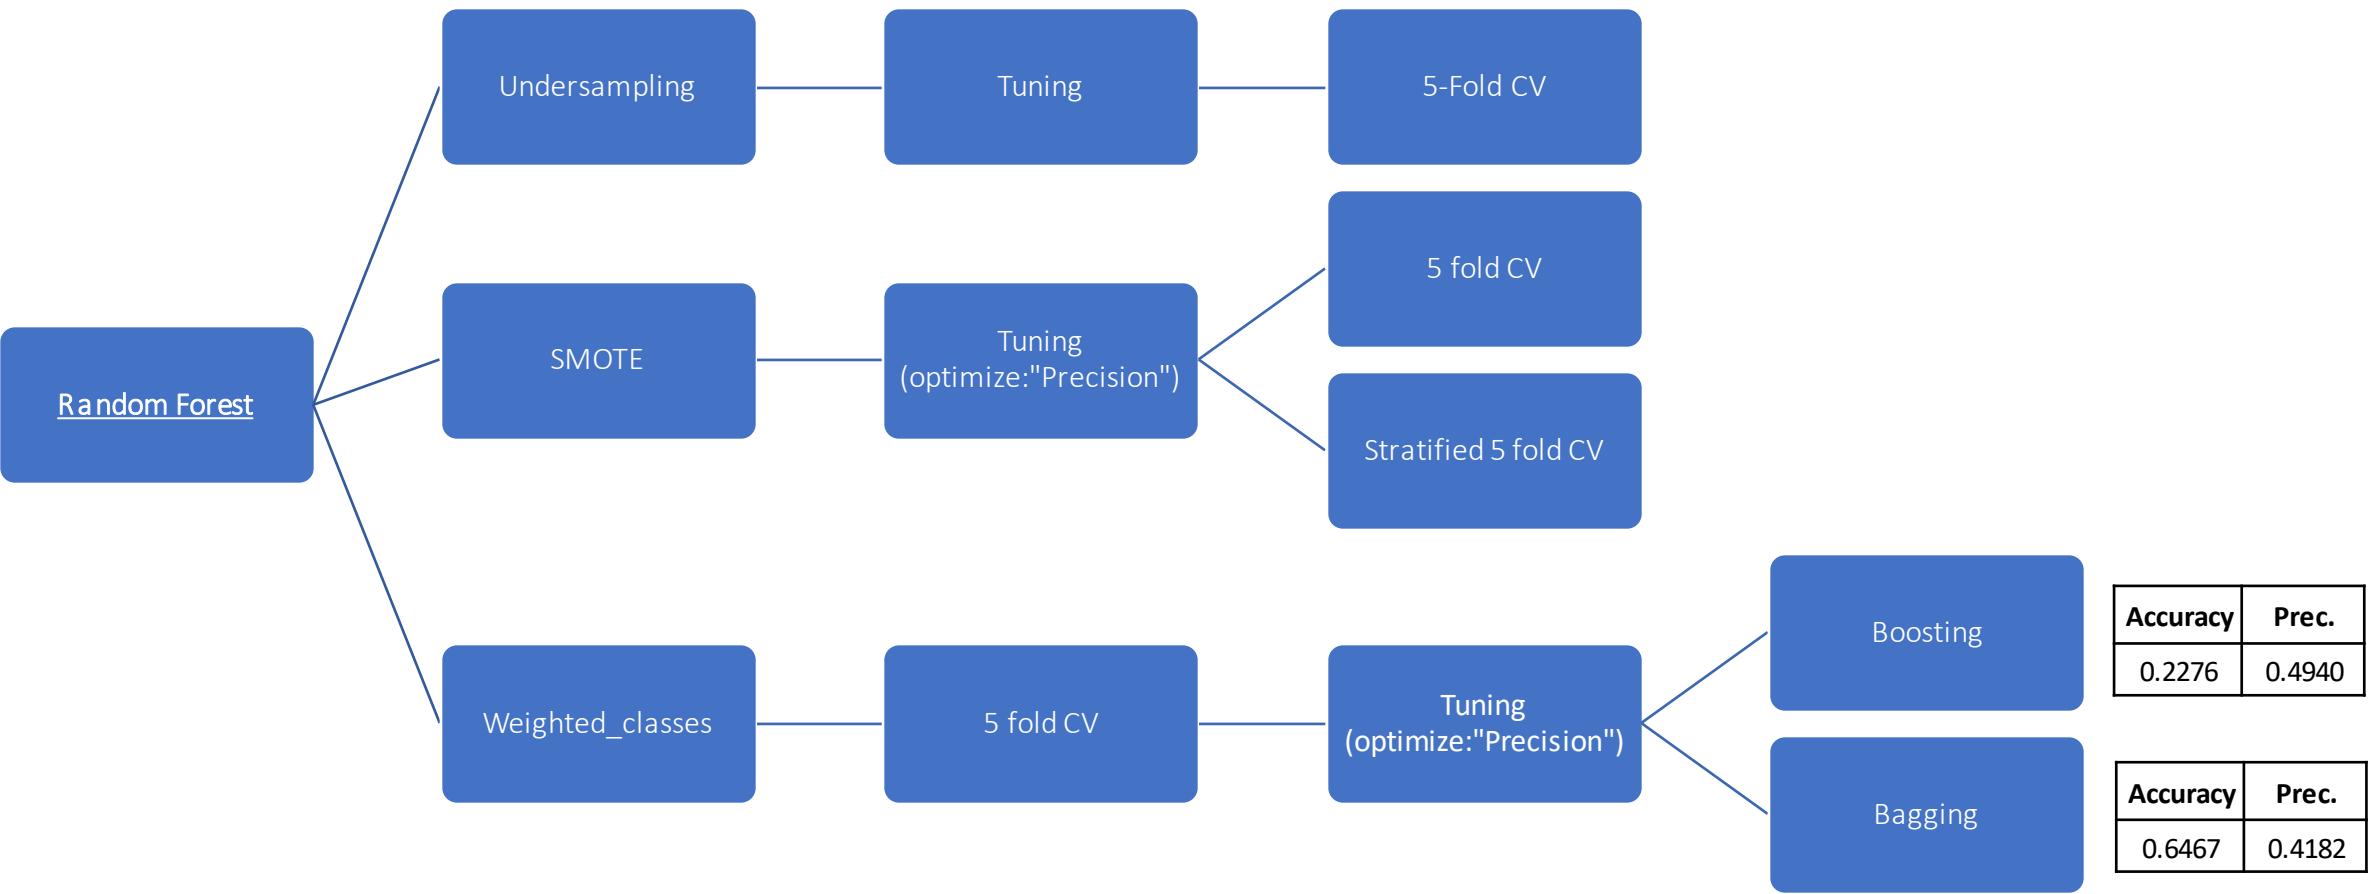 Undersampling
Tuning
5-Fold CV
5 fold CV
SMOTE
Tuning
(optimize:"Precision")
Random Forest
Stratified 5 fold CV
Boosting
Accuracy Prec.
0.2276 0.4940
Weighted_classes
5 fold CV
Tuning
(optimize:"Precision")
Bagging
Accuracy Prec.
0.6467 0.4182